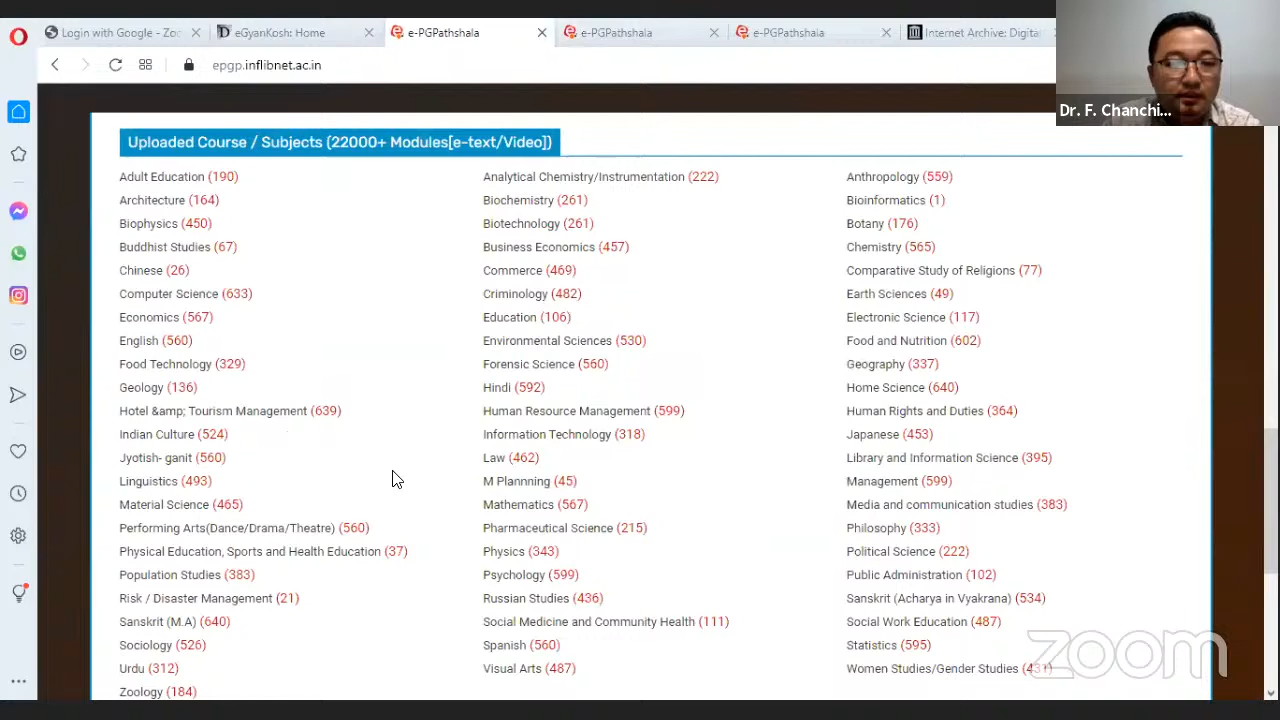 Login with Google - Zoo
eGyanKosh: Home
e-PGPathshala
e-PGPathshala
e-PGPathshala
Internet Archive: Digital
epgp.inflibnet.ac.in
Dr. F. Chanchi...
Uploaded Course / Subjects (22000+ Modules[e-text/Video])
Adult Education (190)
Analytical Chemistry/Instrumentation (222)
Anthropology (559)
Architecture (164)
Biochemistry (261)
Bioinformatics (1)
Biophysics (450)
Biotechnology (261)
Botany (176)
Buddhist Studies (67)
Business Economics (457)
Chemistry (565)
Chinese (26)
Commerce (469)
Comparative Study of Religions (77)
Computer Science (633)
Criminology (482)
Earth Sciences (49)
Economics (567)
Education (106)
Electronic Science (117)
English (560)
Environmental Sciences (530)
Food and Nutrition (602)
Food Technology (329)
Forensic Science (560)
Geography (337)
Geology (136)
Hindi (592)
Home Science (640)
Hotel &amp; Tourism Management (639)
Human Resource Management (599)
Human Rights and Duties (364)
Indian Culture (524)
Information Technology (318)
Japanese (453)
Jyotish- ganit (560)
Law (462)
Library and Information Science (395)
Linguistics (493)
M Plannning (45)
Management (599)
Material Science (465)
Mathematics (567)
Media and communication studies (383)
Performing Arts(Dance/Drama/Theatre) (560)
Pharmaceutical Science (215)
Philosophy (333)
Physical Education, Sports and Health Education (37)
Physics (343)
Political Science (222)
Population Studies (383)
Psychology (599)
Public Administration (102)
Risk / Disaster Management (21)
Russian Studies (436)
Sanskrit (Acharya in Vyakrana) (534)
Sanskrit (M.A) (640)
Social Medicine and Community Health (111)
Social Work Education (487)
Sociology (526)
Spanish (560)
Statistics (595)
Urdu (312)
Visual Arts (487)
Women Studies/Gender Studies (431)
Zoology (184)
zoom